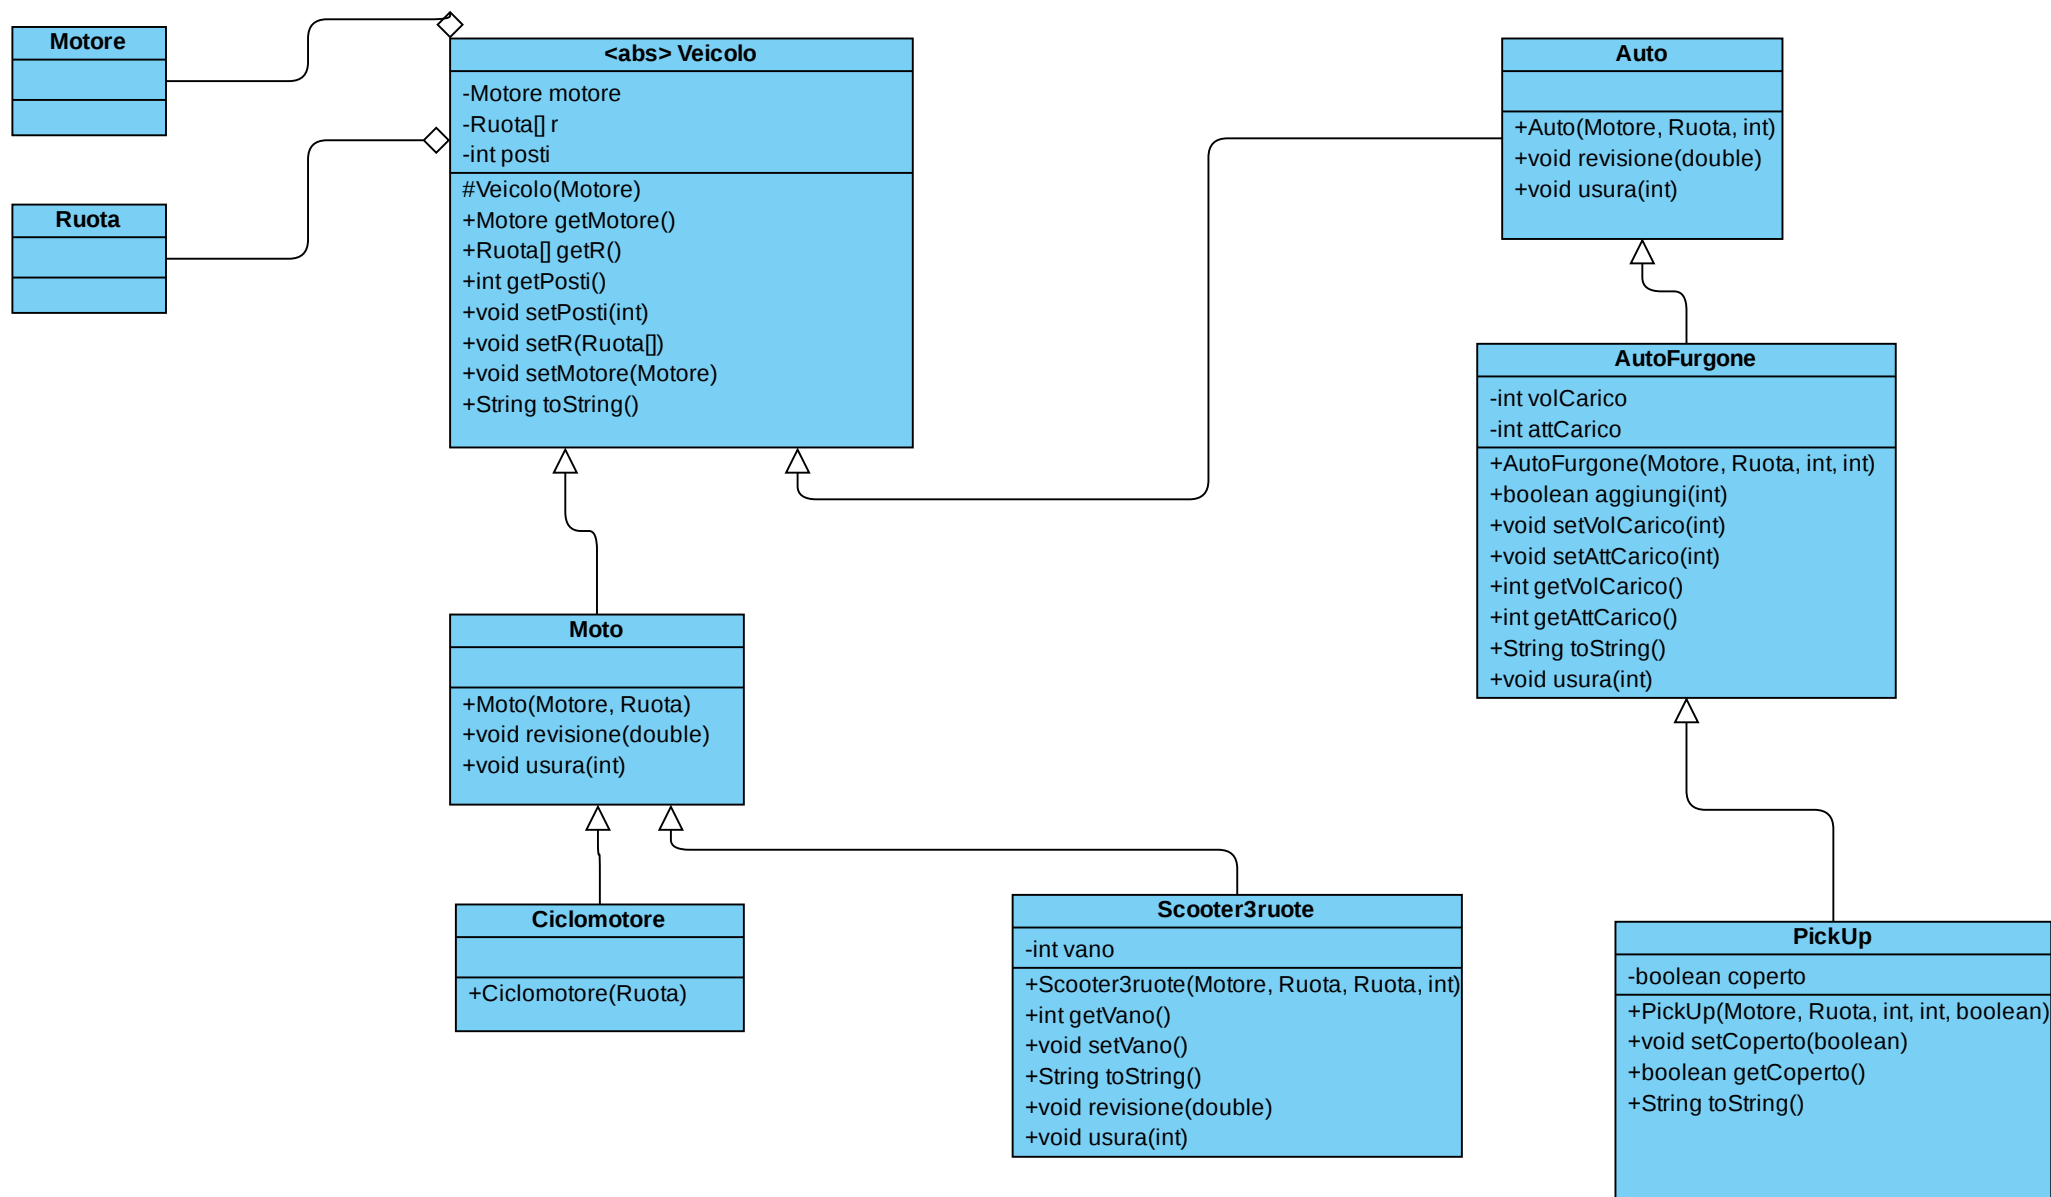 Motore
Ruota
<abs> Veicolo
-Motore motore
-Ruota[] r
-int posti
#Veicolo(Motore)
+Motore getMotore()
+Ruota[] getR()
+int getPosti()
+void setPosti(int)
+void setR(Ruota[])
+void setMotore(Motore)
+String toString()
Auto
+Auto(Motore, Ruota, int)
+void revisione(double)
+void usura(int)
AutoFurgone
-int volCarico
-int attCarico
+AutoFurgone(Motore, Ruota, int, int)
+boolean aggiungi(int)
+void setVolCarico(int)
+void setAttCarico(int)
+int getVolCarico()
+int getAttCarico()
+String toString()
+void usura(int)
Moto
+Moto(Motore, Ruota)
+void revisione(double)
+void usura(int)
Ciclomotore
+Ciclomotore(Ruota)
Scooter3ruote
-int vano
+Scooter3ruote(Motore, Ruota, Ruota, int)
+int getVano()
+void setVano()
+String toString()
+void revisione(double)
+void usura(int)
PickUp
-boolean coperto
+PickUp(Motore, Ruota, int, int, boolean)
+void setCoperto(boolean)
+boolean getCoperto()
+String toString()